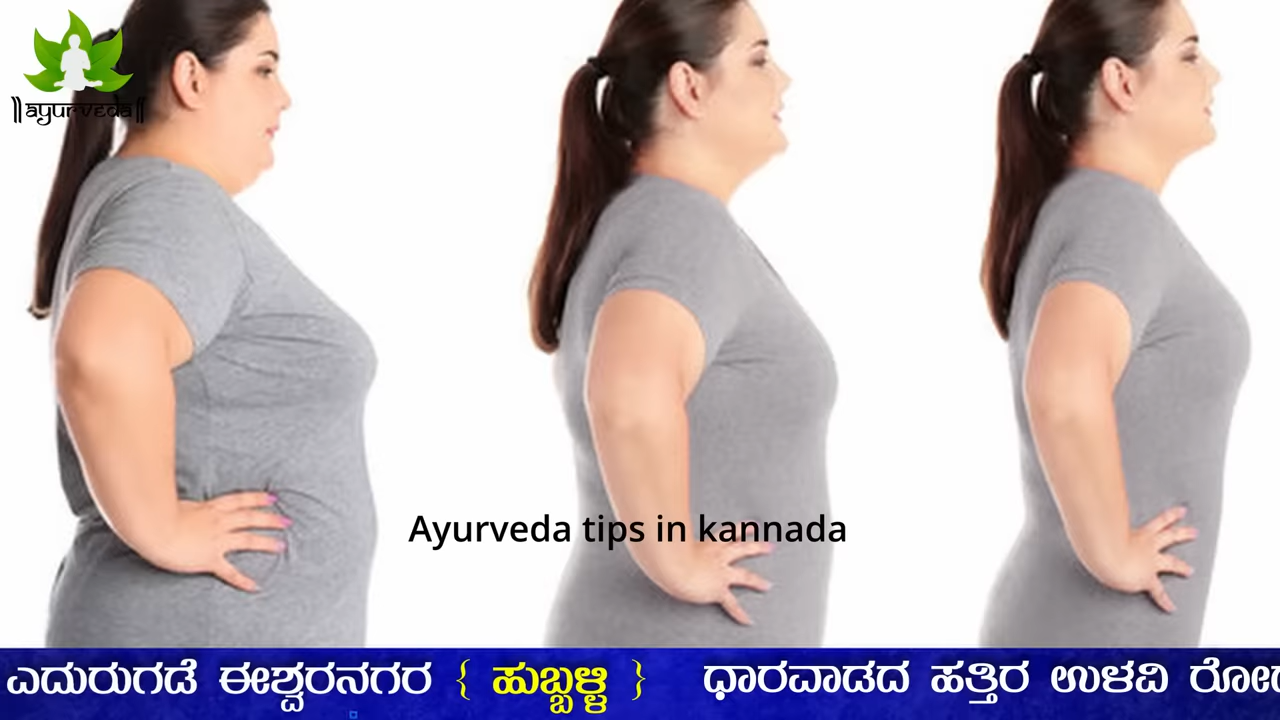 ||ayurveda||
Ayurveda tips in kannada
ಎದುರುಗಡೆ ಈಶ್ವರನಗರ { ಹುಬ್ಬಳ್ಳಿ } ಧಾರವಾಡದ ಹತ್ತಿರ ಉಳವಿ